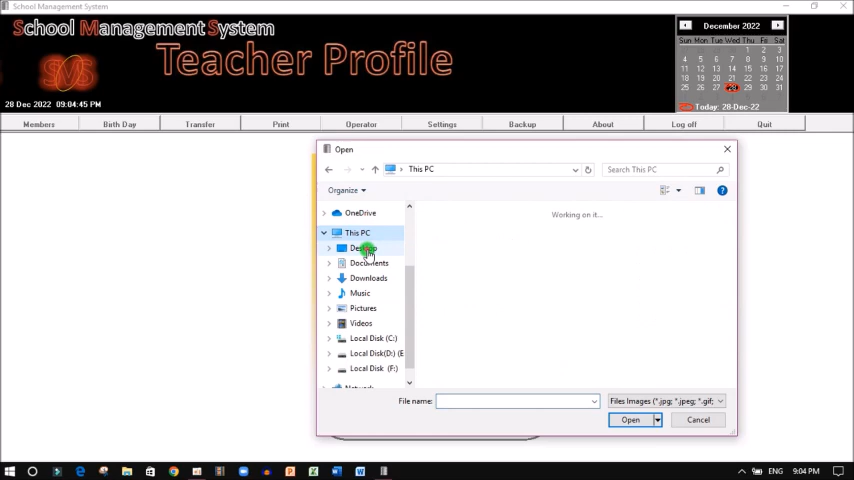 School Management System
School Management System
Teacher Profile
SMS
28 Dec 2022 09:04:45 PM
December 2022
Sun Mon Tue Wed Thu Fri Sat
1 2 3
4 5 6 7 8 9 10
11 12 13 14 15 16 17
18 19 20 21 22 23 24
25 26 27 28 29 30 31
Today: 28-Dec-22
Members Birth Day Transfer Print Operator Settings Backup About Log off Quit
Open
This PC
Search This PC
Organize
OneDrive
This PC
Working on it...
Desktop
Documents
Downloads
Music
Pictures
Videos
Local Disk (C:)
Local Disk(D:) (E
Local Disk (F:)
Network
File name:
Files Images (*.jpg; *.jpeg; *.gif;
Open
Cancel
ENG
9:04 PM